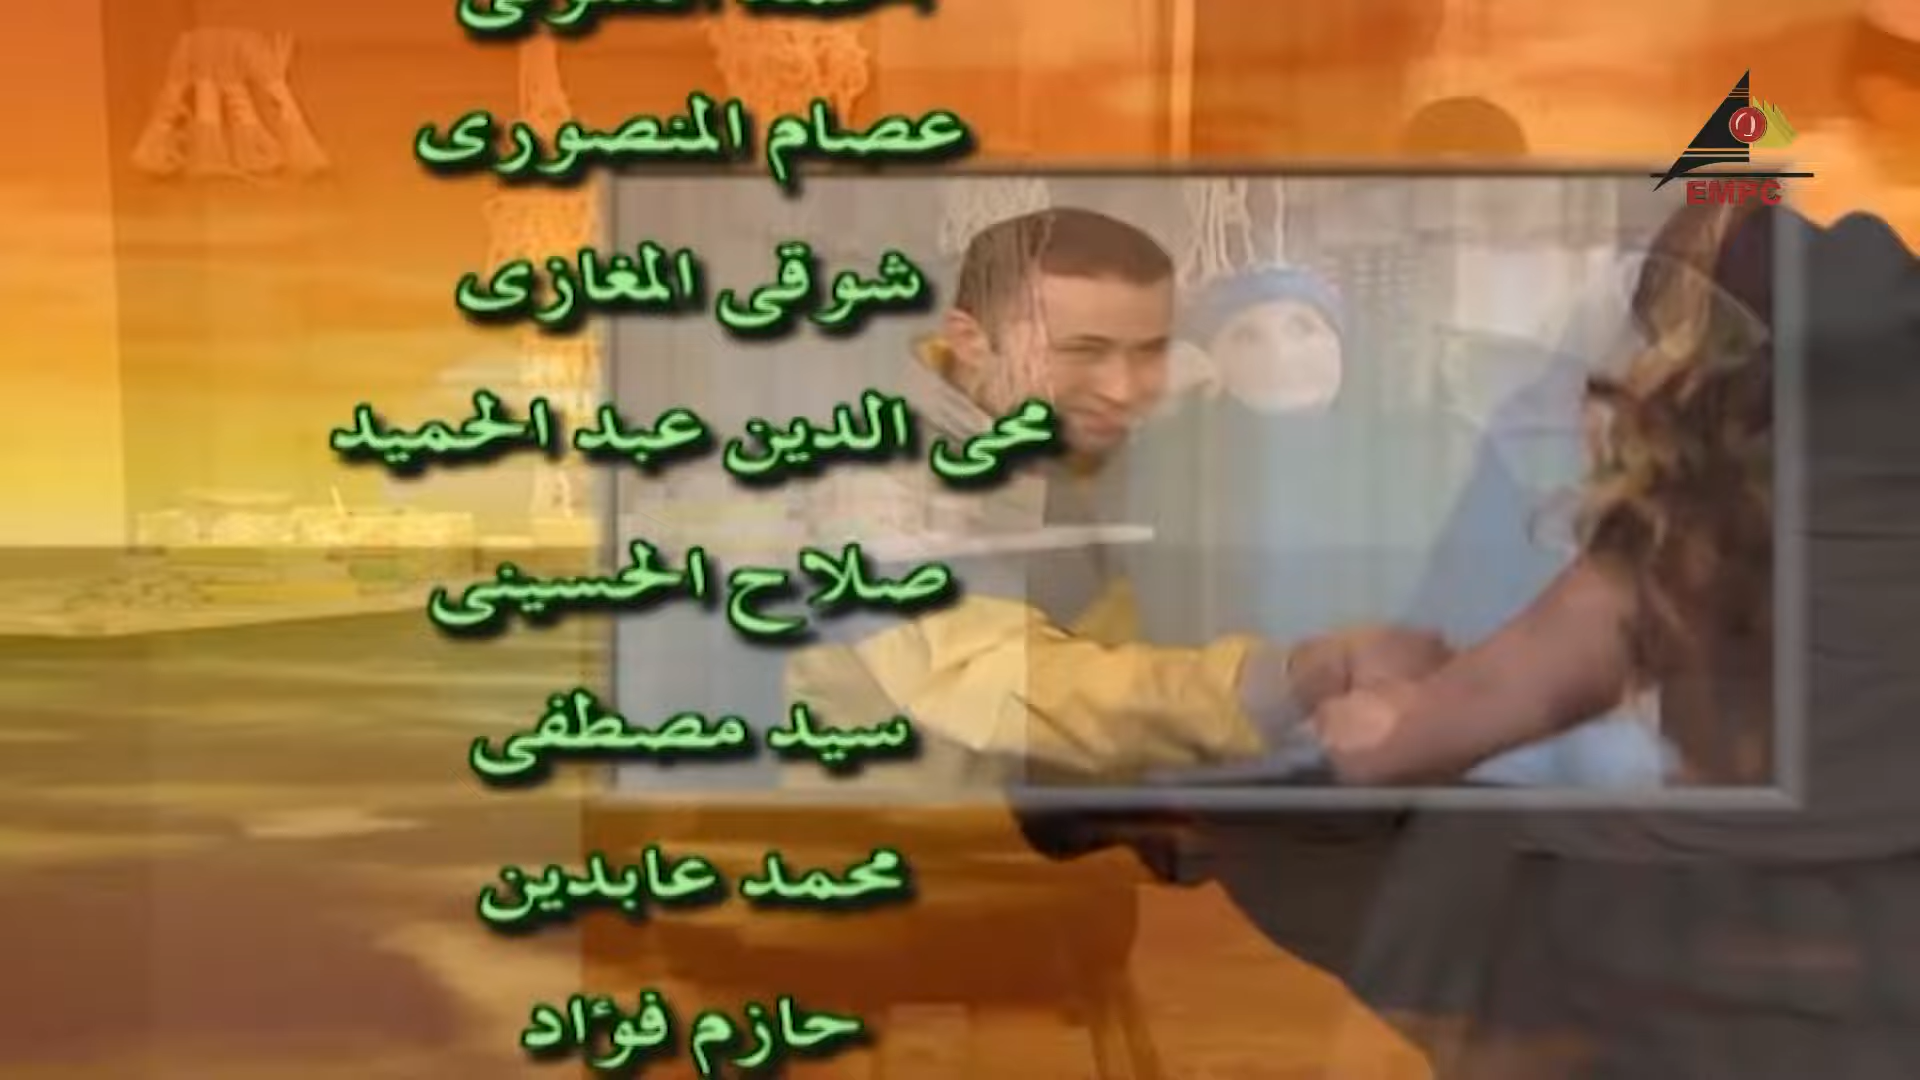 عصام المنصورى
شوقى المغازى
محى الدين عبد الحميد
صلاح الحسينى
سيد مصطفى
محمد عابدين
حازم فؤاد
EMPC